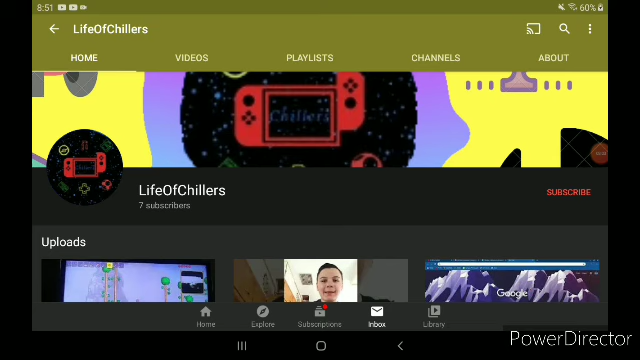 8:51
60%
LifeOfChillers
HOME
VIDEOS
PLAYLISTS
CHANNELS
ABOUT
Chillers
LifeOfChillers
7 subscribers
SUBSCRIBE
Uploads
Google
Home
Explore
Subscriptions
Inbox
Library
PowerDirector